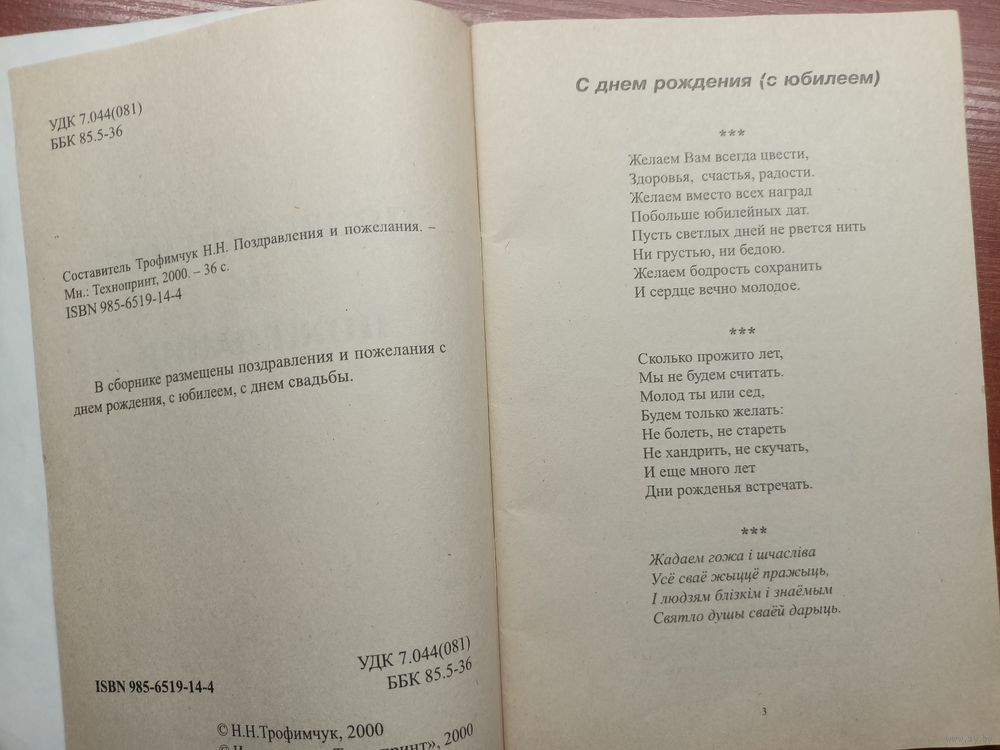 УДК 7.044(081)
ББК 85.5-36
Составитель Трофимчук Н.Н. Поздравления и пожелания. –
Мн.: Технопринт, 2000. – 36 с.
ISBN 985-6519-14-4
В сборнике размещены поздравления и пожелания с
днем рождения, с юбилеем, с днем свадьбы.
УДК 7.044(081)
ББК 85.5-36
ISBN 985-6519-14-4
© Н.Н.Трофимчук, 2000
2000
С днем рождения (с юбилеем)
***
Желаем Вам всегда цвести,
Здоровья, счастья, радости.
Желаем вместо всех наград
Побольше юбилейных дат.
Пусть светлых дней не рвется нить
Ни грустью, ни бедою.
Желаем бодрость сохранить
И сердце вечно молодое.
***
Сколько прожито лет,
Мы не будем считать.
Молод ты или сед,
Будем только желать:
Не болеть, не стареть
Не хандрить, не скучать,
И еще много лет
Дни рожденья встречать.
***
Жадаем гожа і шчасліва
Усё сваё жыццё пражыць,
І людзям блізкім і знаёмым
Святло душы сваёй дарыць.
3